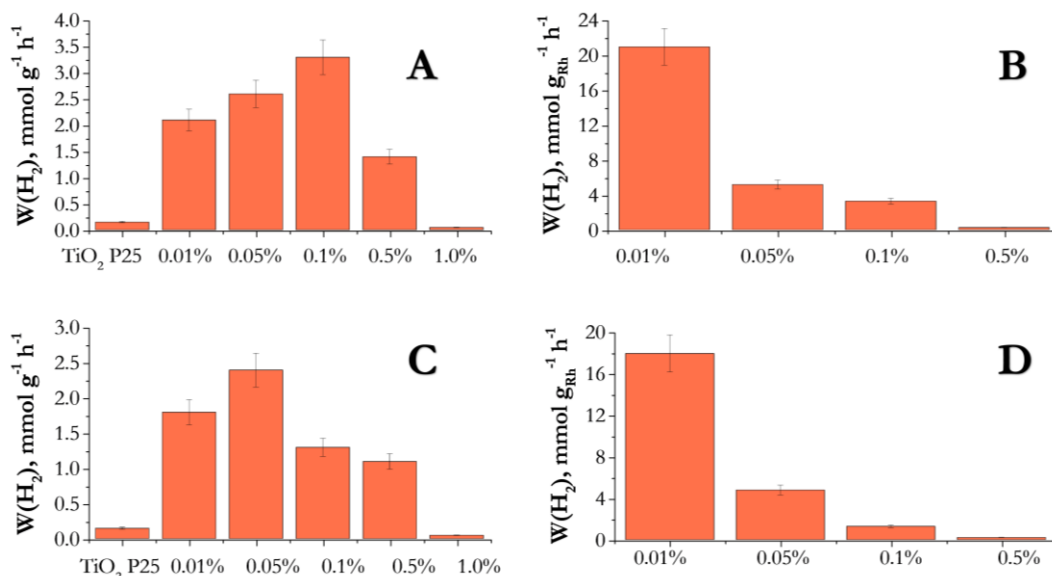 A
W(H₂), mmol g⁻¹ h⁻¹
4.0
3.5
3.0
2.5
2.0
1.5
1.0
0.5
0.0
TiO₂ P25 0.01% 0.05% 0.1% 0.5% 1.0%
B
W(H₂), mmol gRh⁻¹ h⁻¹
24
20
16
12
8
4
0
0.01% 0.05% 0.1% 0.5%
C
W(H₂), mmol g⁻¹ h⁻¹
3.0
2.5
2.0
1.5
1.0
0.5
0.0
TiO₂ P25 0.01% 0.05% 0.1% 0.5% 1.0%
D
W(H₂), mmol gRh⁻¹ h⁻¹
20
16
12
8
4
0
0.01% 0.05% 0.1% 0.5%